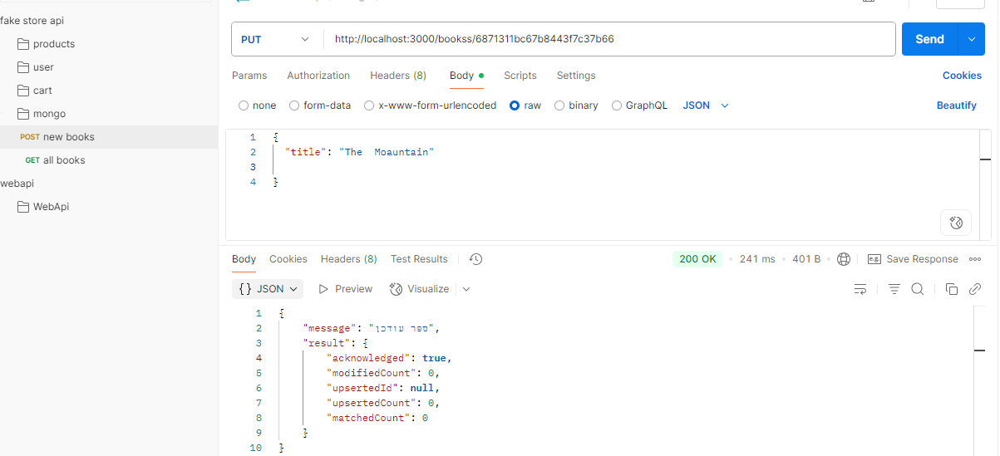 fake store api
products
user
cart
mongo
POST new books
GET all books
webapi
WebApi
PUT http://localhost:3000/bookss/6871311bc67b8443f7c37b66 Send
Params Authorization Headers (8) Body Scripts Settings Cookies
none form-data x-www-form-urlencoded raw binary GraphQL JSON Beautify
1 {
2 "title": "The  Moauntain"
3
4 }
Body Cookies Headers (8) Test Results 200 OK 241 ms 401 B e.g. Save Response
{} JSON Preview Visualize
1 {
2 "message": "ספר עודכן",
3 "result": {
4 "acknowledged": true,
5 "modifiedCount": 0,
6 "upsertedId": null,
7 "upsertedCount": 0,
8 "matchedCount": 0
9 }
10 }